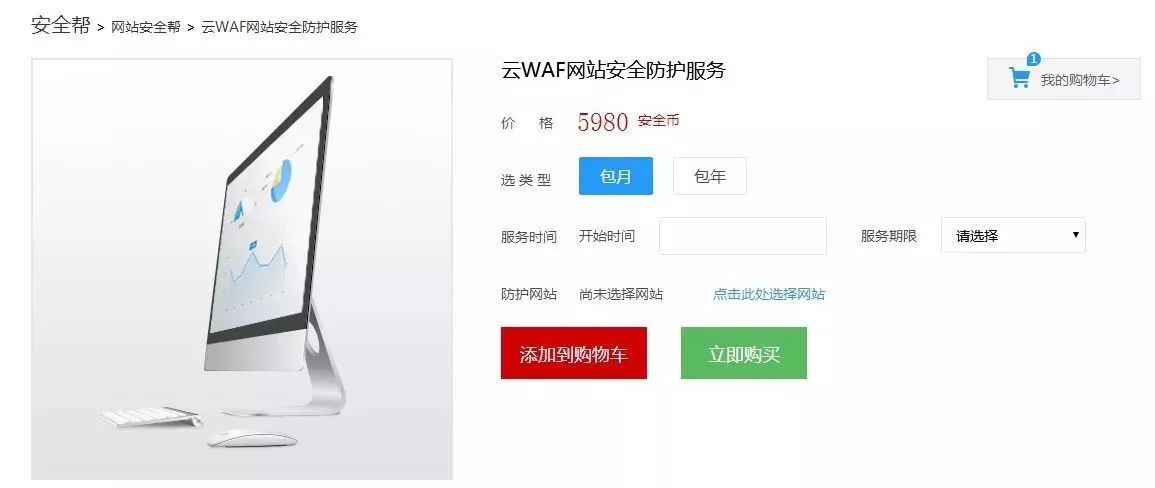 安全帮 > 网站安全帮 > 云WAF网站安全防护服务
云WAF网站安全防护服务
1
我的购物车>
价 格 5980 安全币
选 类 型 包月 包年
服务时间 开始时间 服务期限 请选择
防护网站 尚未选择网站 点击此处选择网站
添加到购物车 立即购买